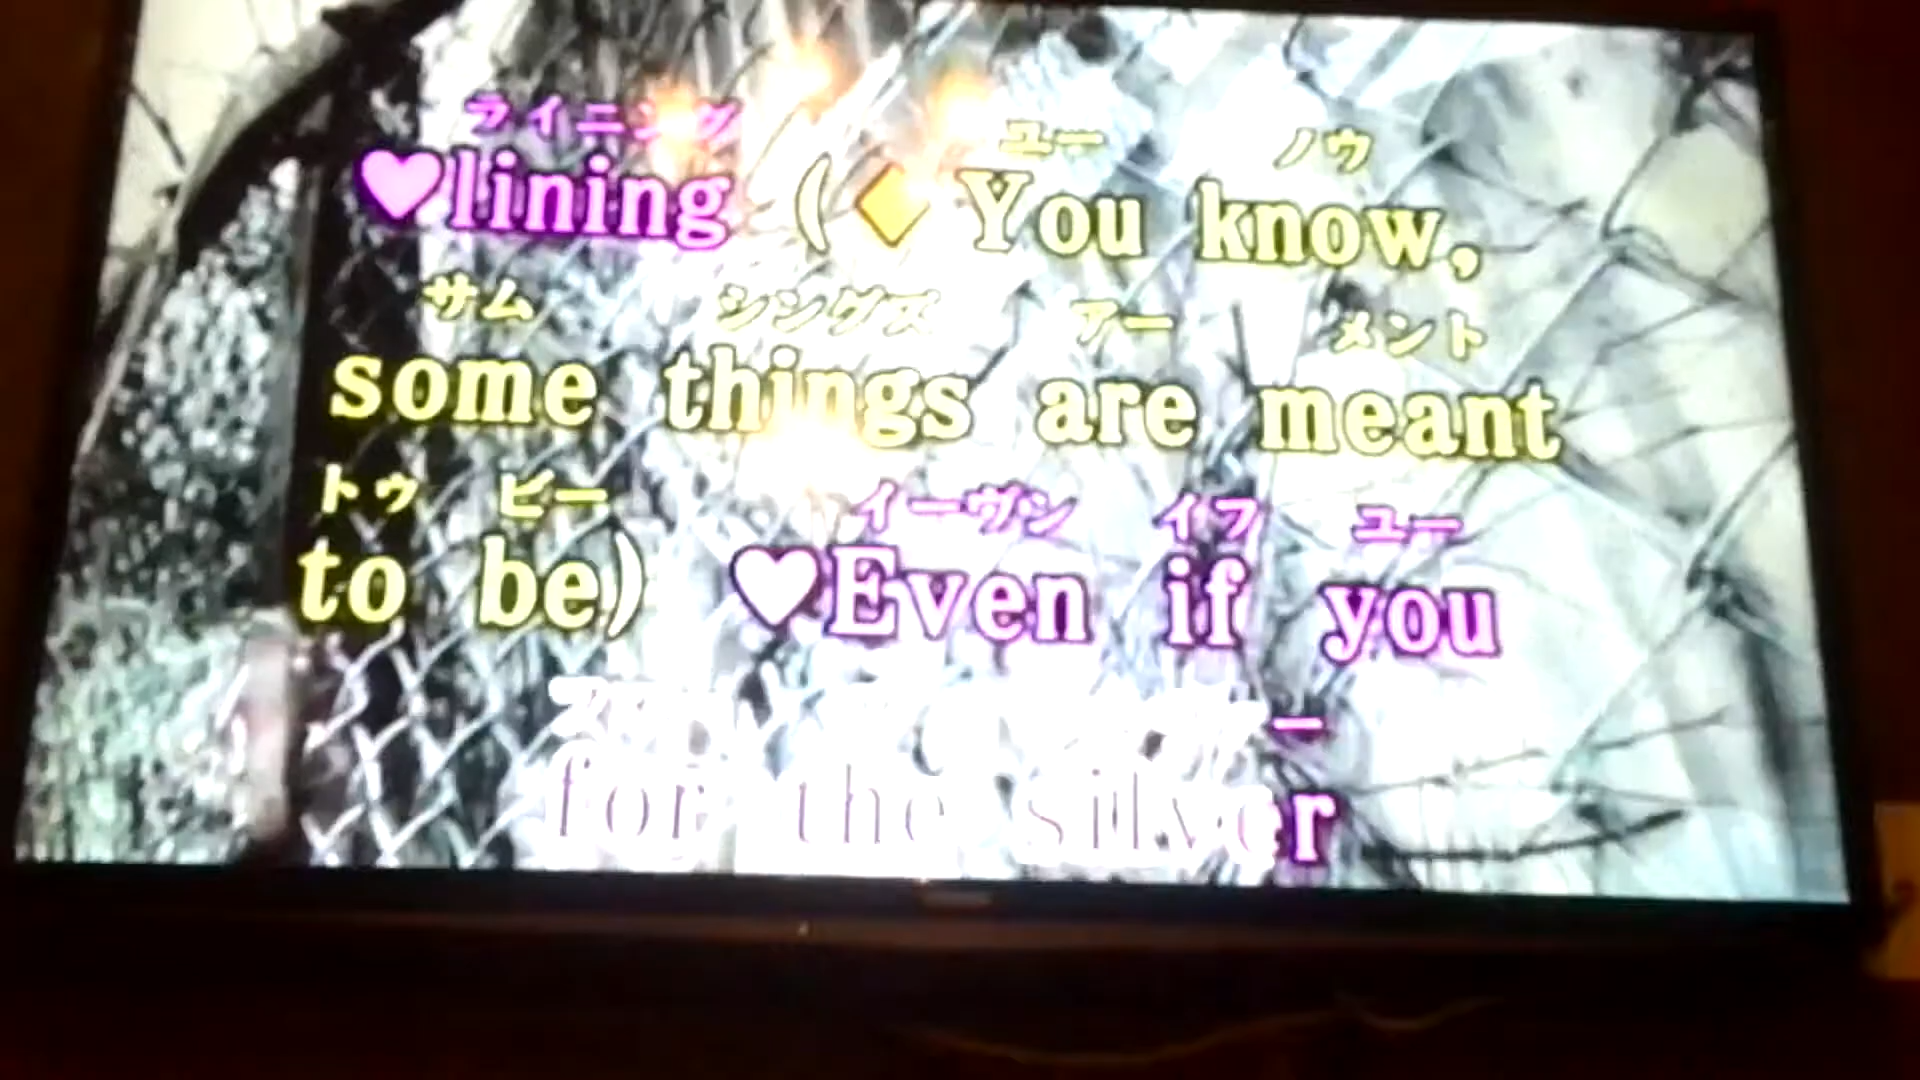 ライニング ユー ノウ
♥lining (◆You know,
サム シングズ アー メント
some things are meant
トゥ ビー イーヴン イフ ユー
to be) ♥Even if you
for the silver